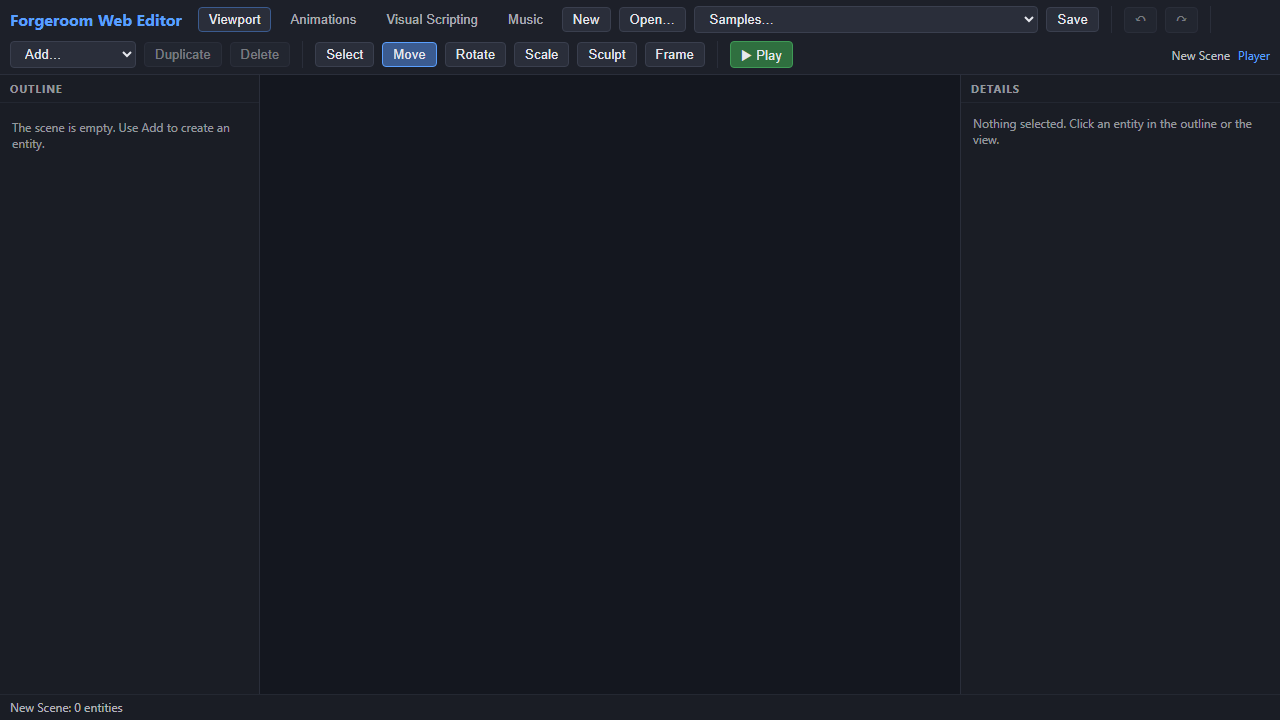 Forgeroom Web Editor Viewport Animations Visual Scripting Music New Open... Samples... Save
Add... Duplicate Delete Select Move Rotate Scale Sculpt Frame ▶ Play New Scene Player
OUTLINE
The scene is empty. Use Add to create an
entity.
DETAILS
Nothing selected. Click an entity in the outline or the
view.
New Scene: 0 entities